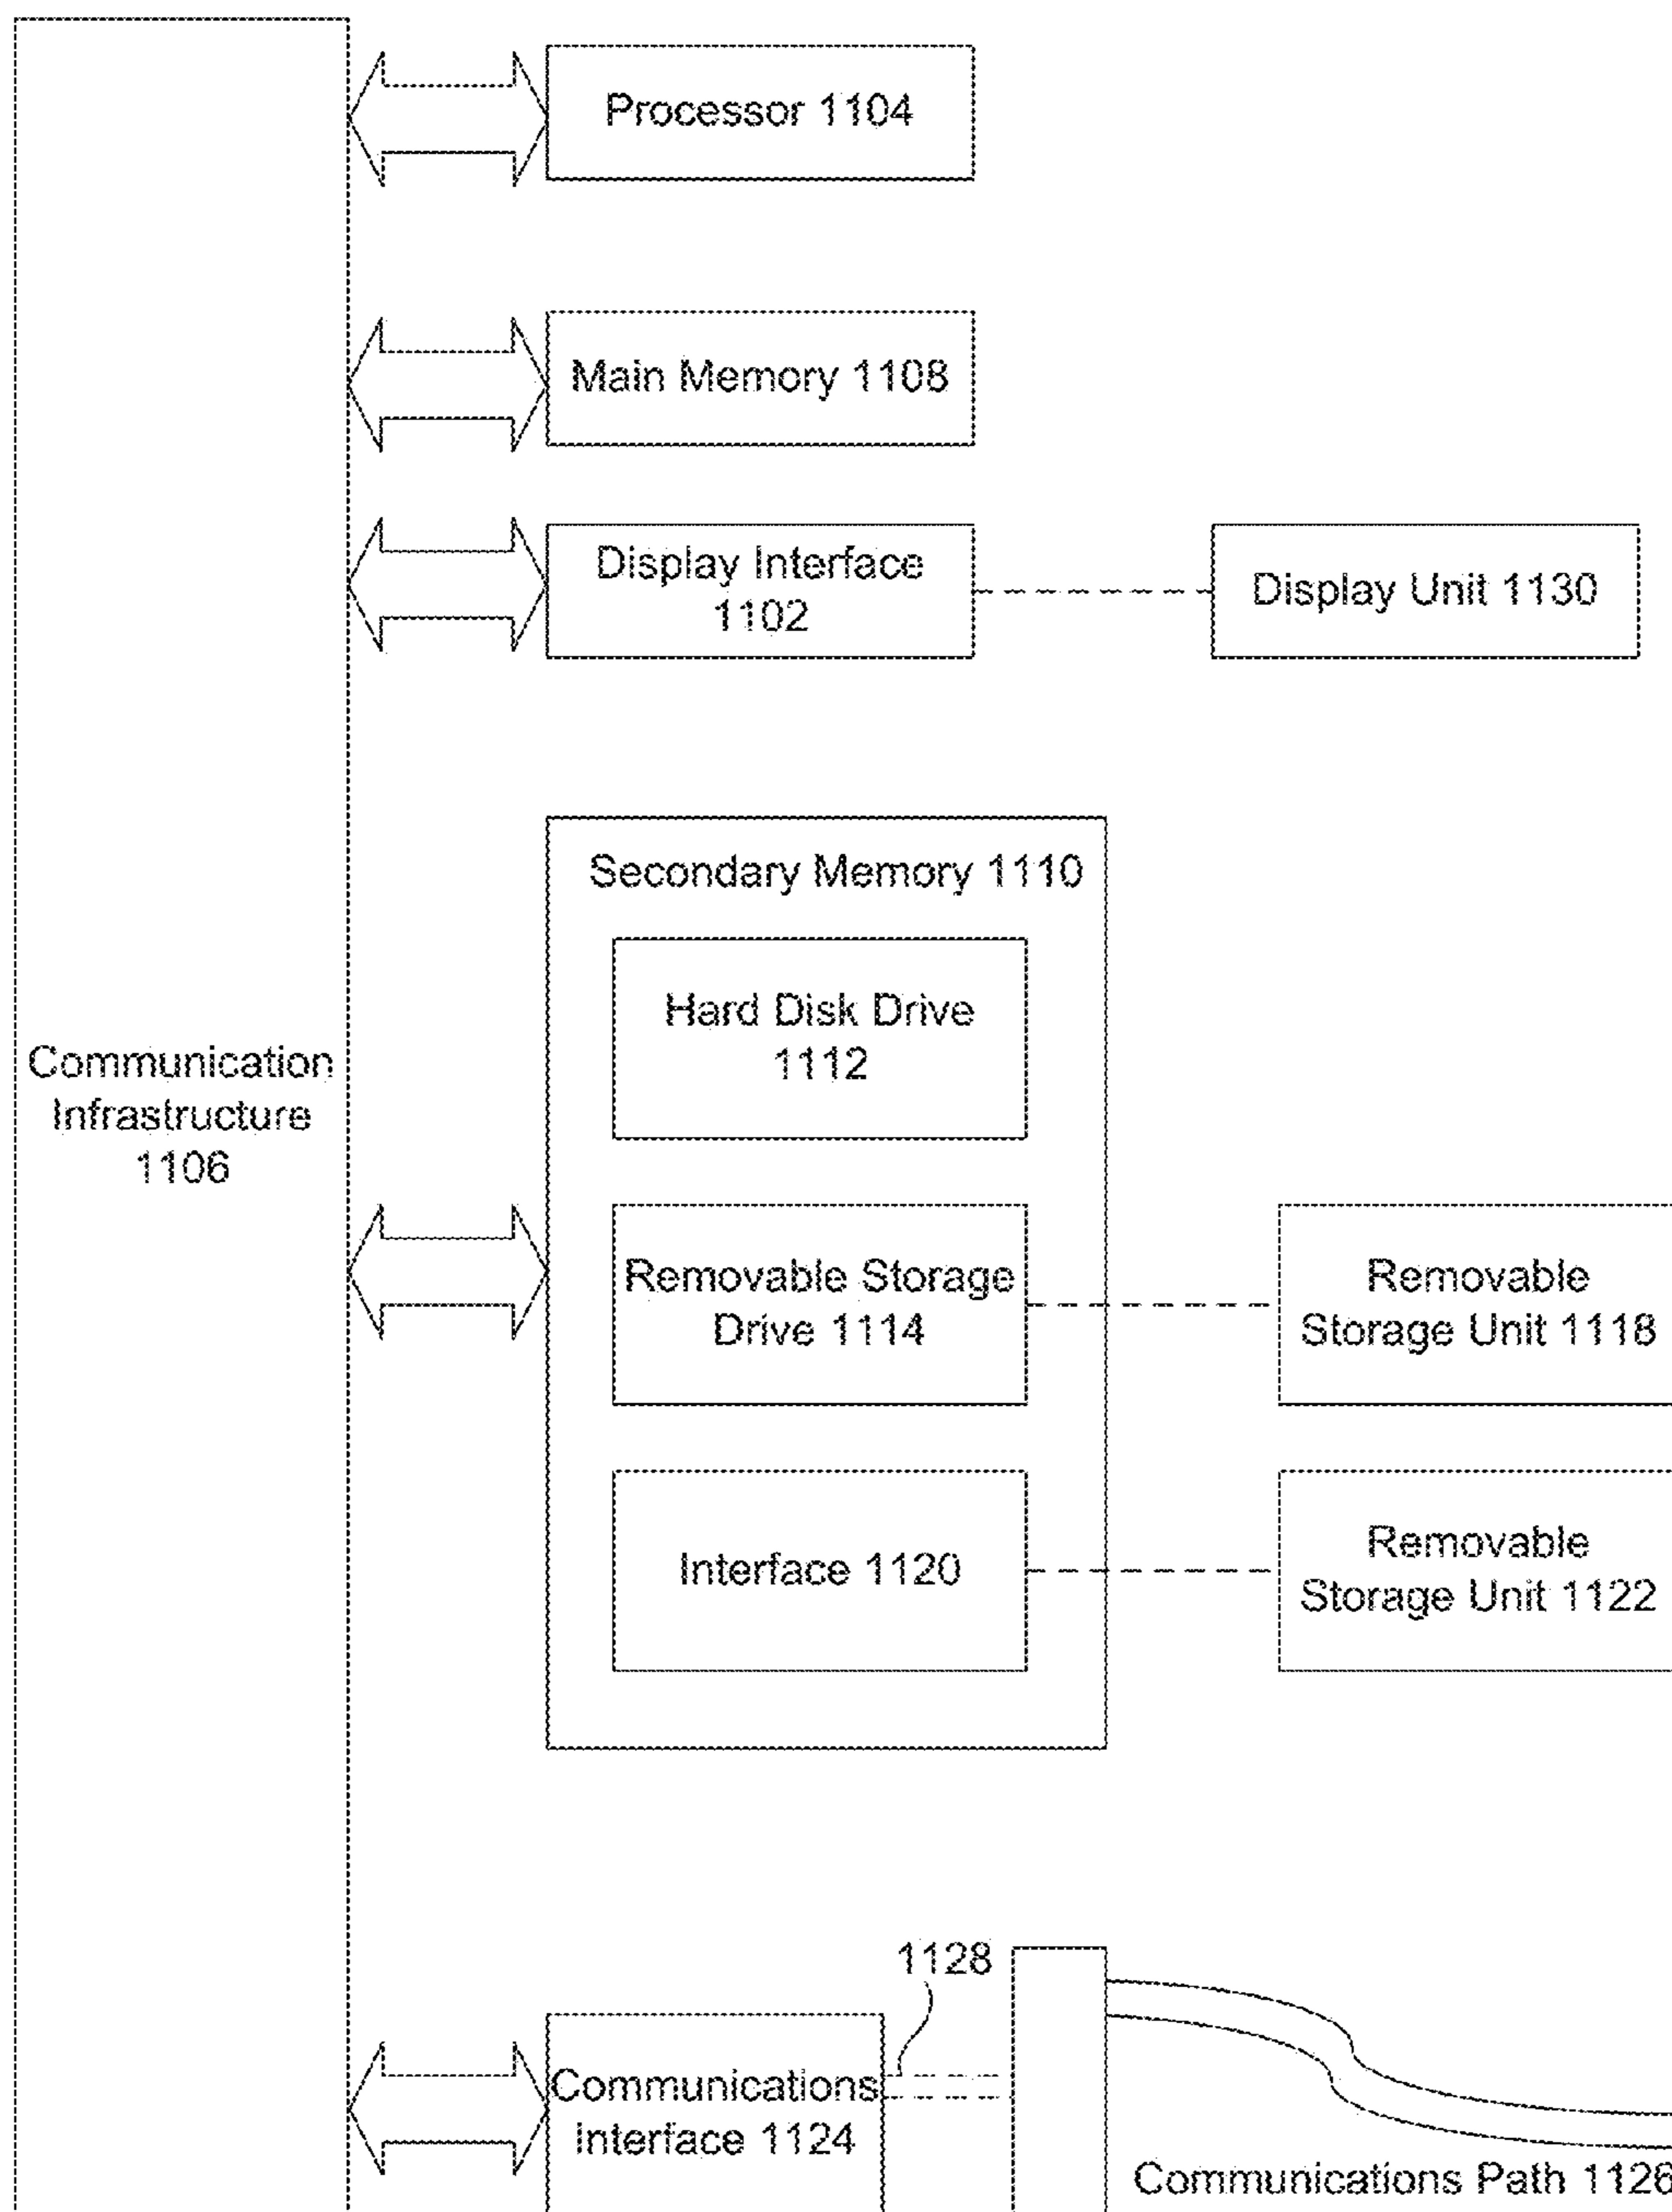 Processor 1104
Main Memory 1108
Display Interface
1102
Display Unit 1130
Secondary Memory 1110
Hard Disk Drive
1112
Communication
Infrastructure
1106
Removable Storage
Drive 1114
Removable
Storage Unit 1118
Interface 1120
Removable
Storage Unit 1122
1128
Communications
Interface 1124
Communications Path 1126